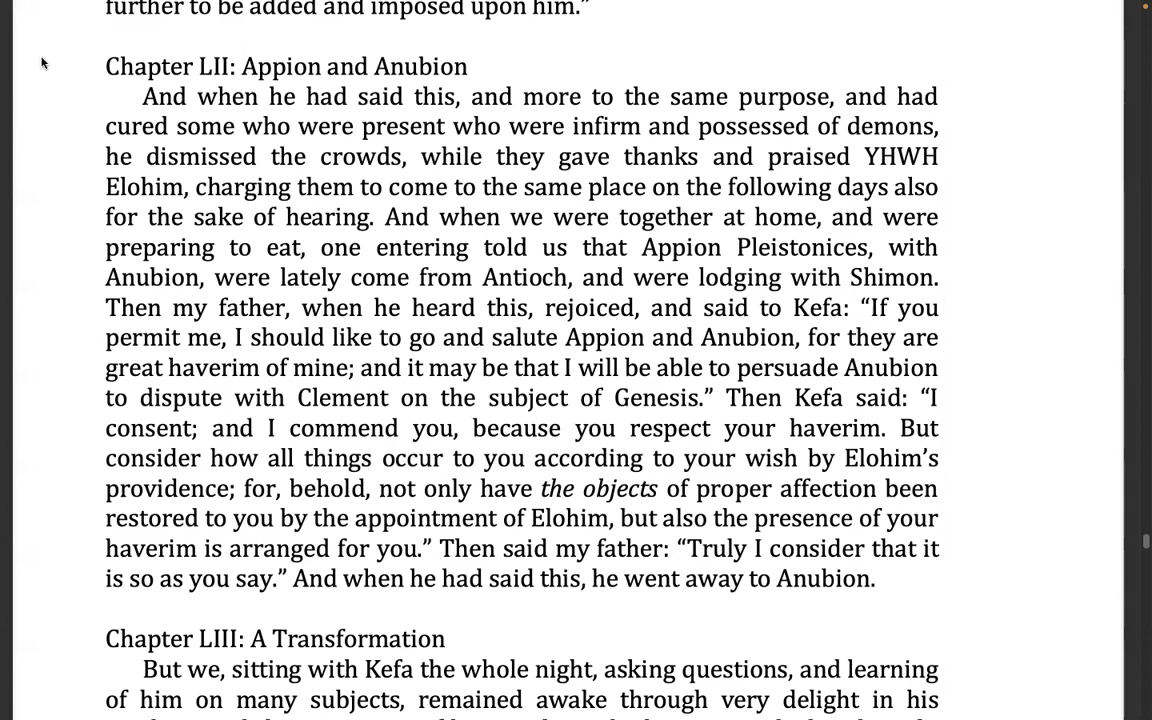 further to be added and imposed upon him.”
Chapter LII: Appion and Anubion
And when he had said this, and more to the same purpose, and had
cured some who were present who were infirm and possessed of demons,
he dismissed the crowds, while they gave thanks and praised YHWH
Elohim, charging them to come to the same place on the following days also
for the sake of hearing. And when we were together at home, and were
preparing to eat, one entering told us that Appion Pleistonices, with
Anubion, were lately come from Antioch, and were lodging with Shimon.
Then my father, when he heard this, rejoiced, and said to Kefa: “If you
permit me, I should like to go and salute Appion and Anubion, for they are
great haverim of mine; and it may be that I will be able to persuade Anubion
to dispute with Clement on the subject of Genesis.” Then Kefa said: “I
consent; and I commend you, because you respect your haverim. But
consider how all things occur to you according to your wish by Elohim’s
providence; for, behold, not only have the objects of proper affection been
restored to you by the appointment of Elohim, but also the presence of your
haverim is arranged for you.” Then said my father: “Truly I consider that it
is so as you say.” And when he had said this, he went away to Anubion.
Chapter LIII: A Transformation
But we, sitting with Kefa the whole night, asking questions, and learning
of him on many subjects, remained awake through very delight in his